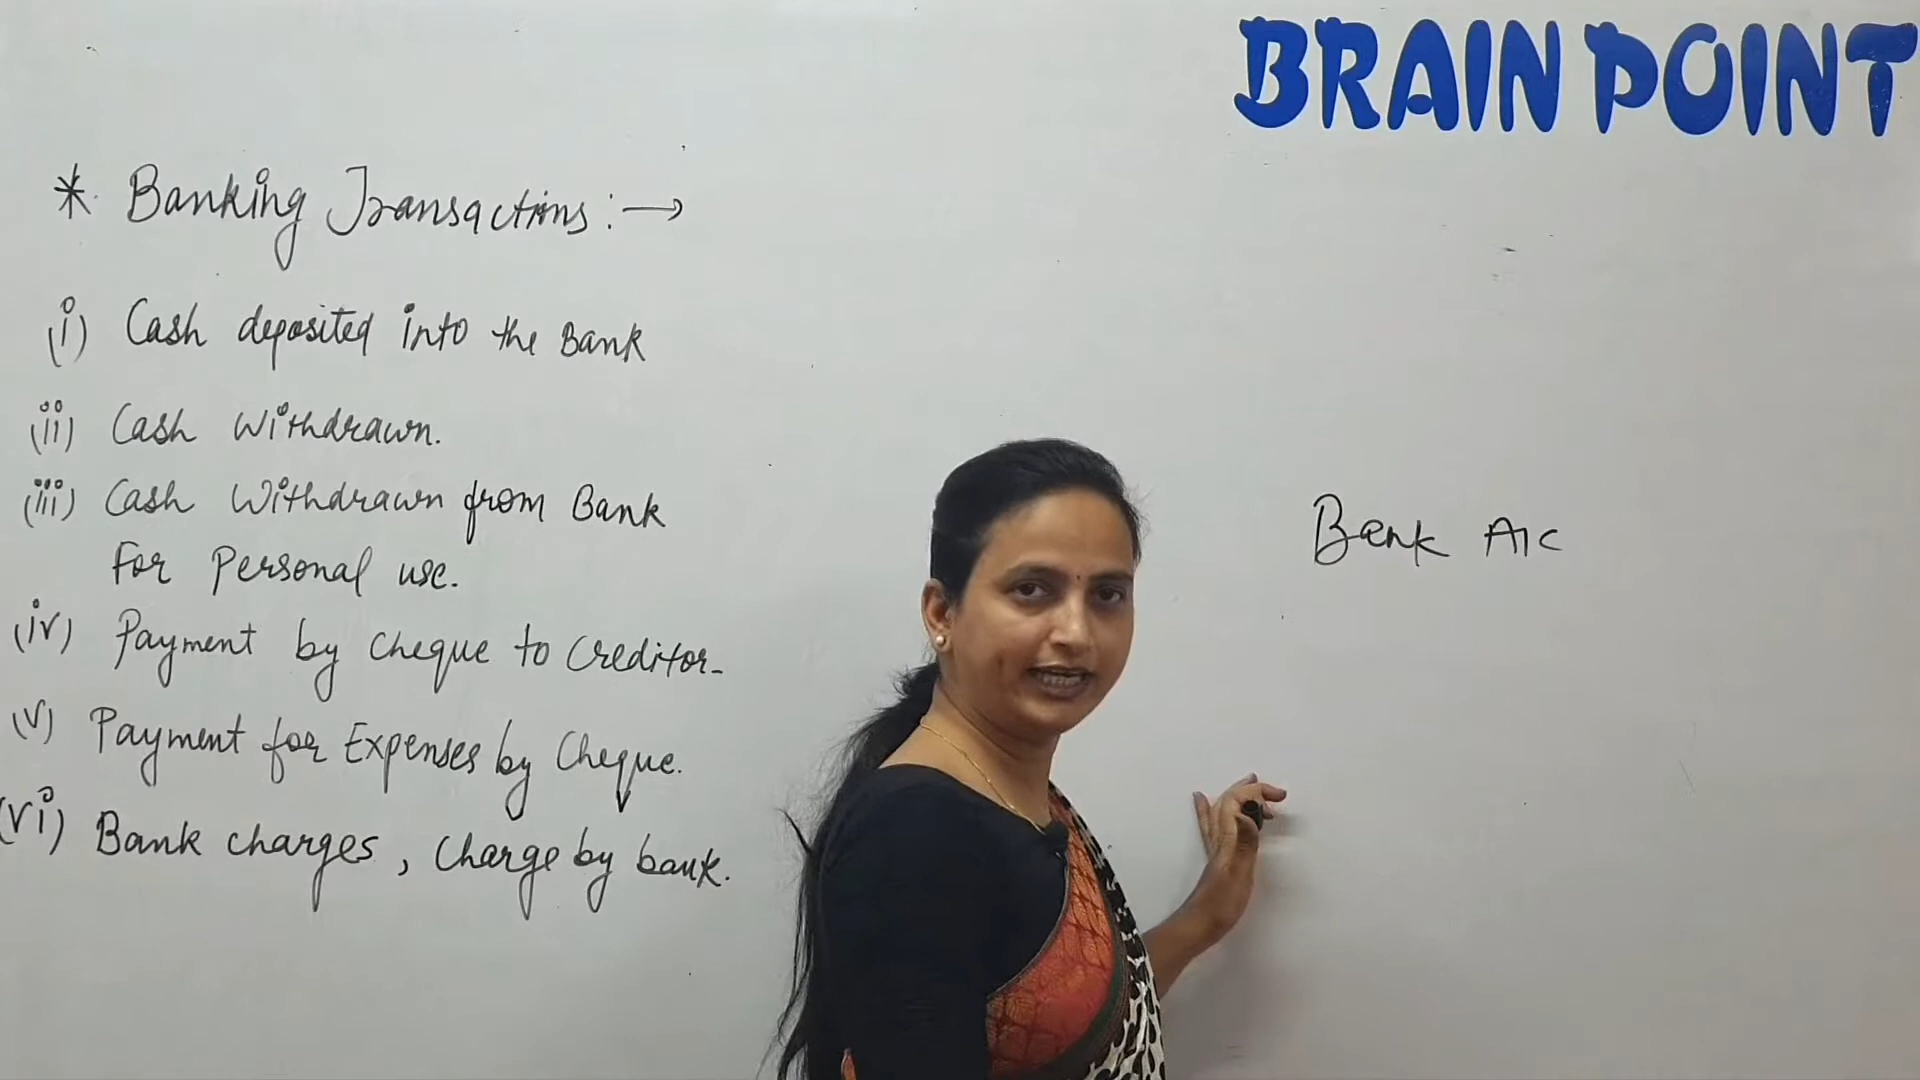 BRAIN POINT
* Banking Transactions :→
(i) Cash deposited into the Bank
(ii) Cash Withdrawn.
(iii) Cash Withdrawn from Bank
For Personal use.
(iv) Payment by Cheque to Creditor-
(v) Payment for Expenses by Cheque.
(vi) Bank charges, Charge by bank.
Bank A/c